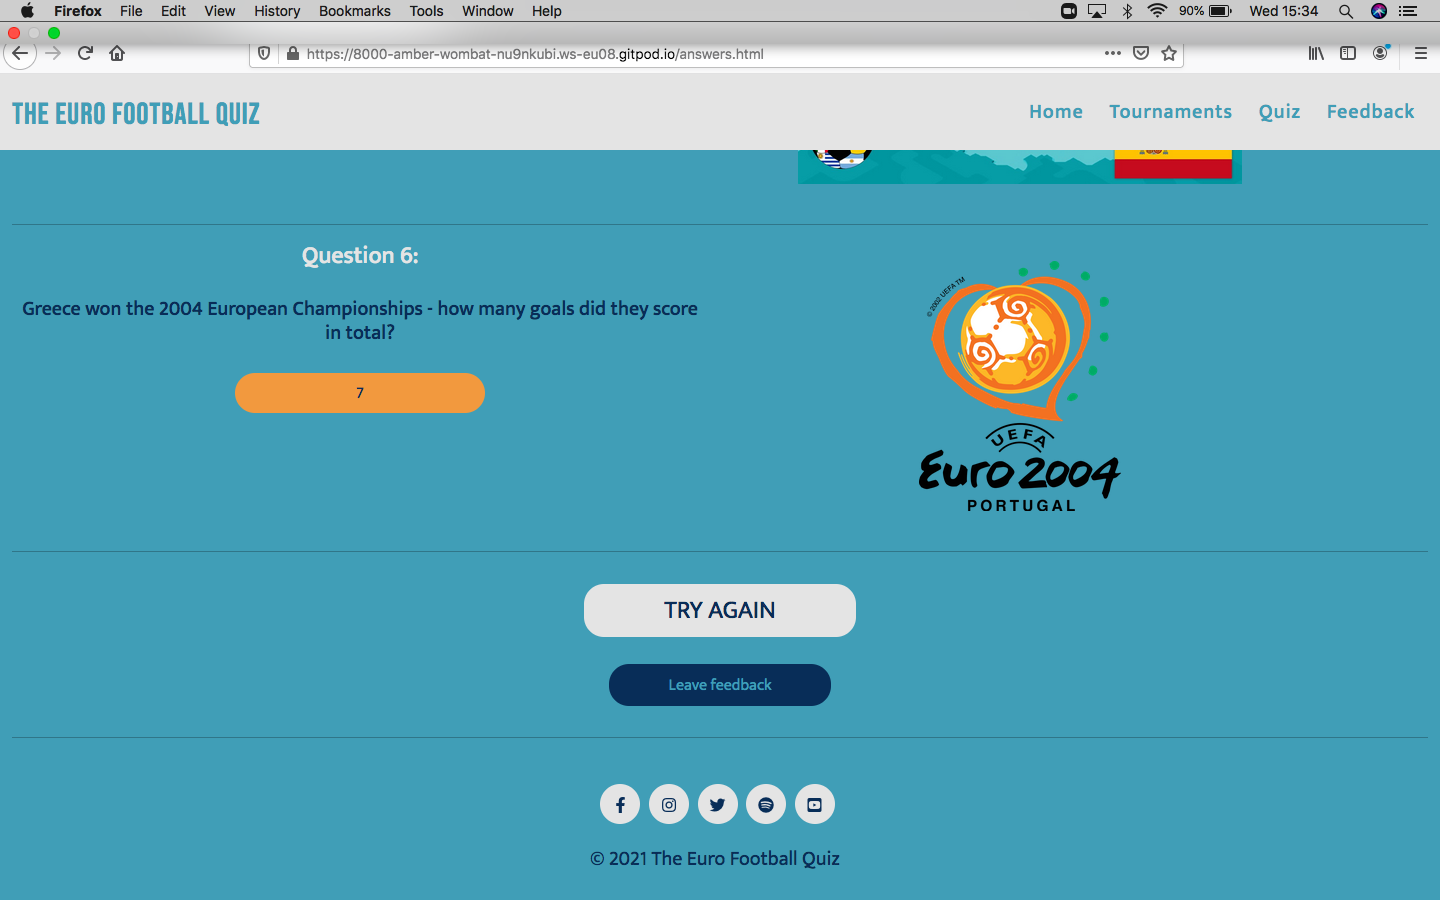 Firefox File Edit View History Bookmarks Tools Window Help 90% Wed 15:34
https://8000-amber-wombat-nu9nkubi.ws-eu08.gitpod.io/answers.html
THE EURO FOOTBALL QUIZ
Home Tournaments Quiz Feedback
Question 6:
Greece won the 2004 European Championships - how many goals did they score
in total?
7
© 2002 UEFA TM
UEFA
Euro 2004
PORTUGAL
TRY AGAIN
Leave feedback
© 2021 The Euro Football Quiz